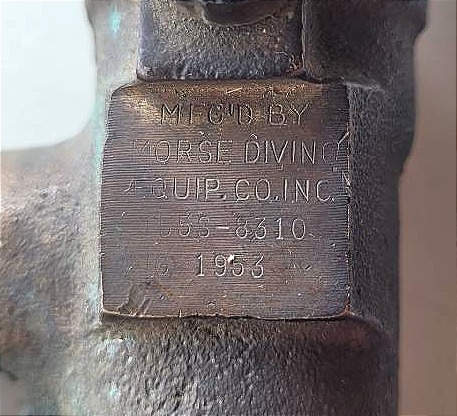 MFG'D BY
MORSE DIVING
EQUIP. CO. INC.
-8310
1953